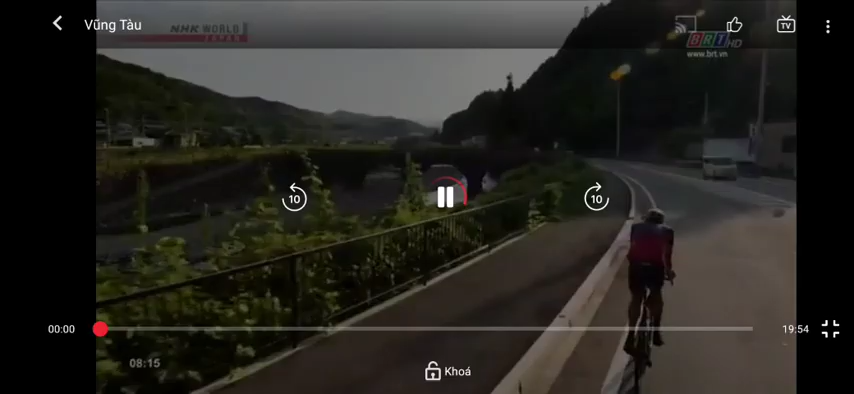 Vũng Tàu
NHK WORLD
JAPAN
TV
BRT HD
www.brt.vn
10
10
00:00
19:54
08:15
Khoá